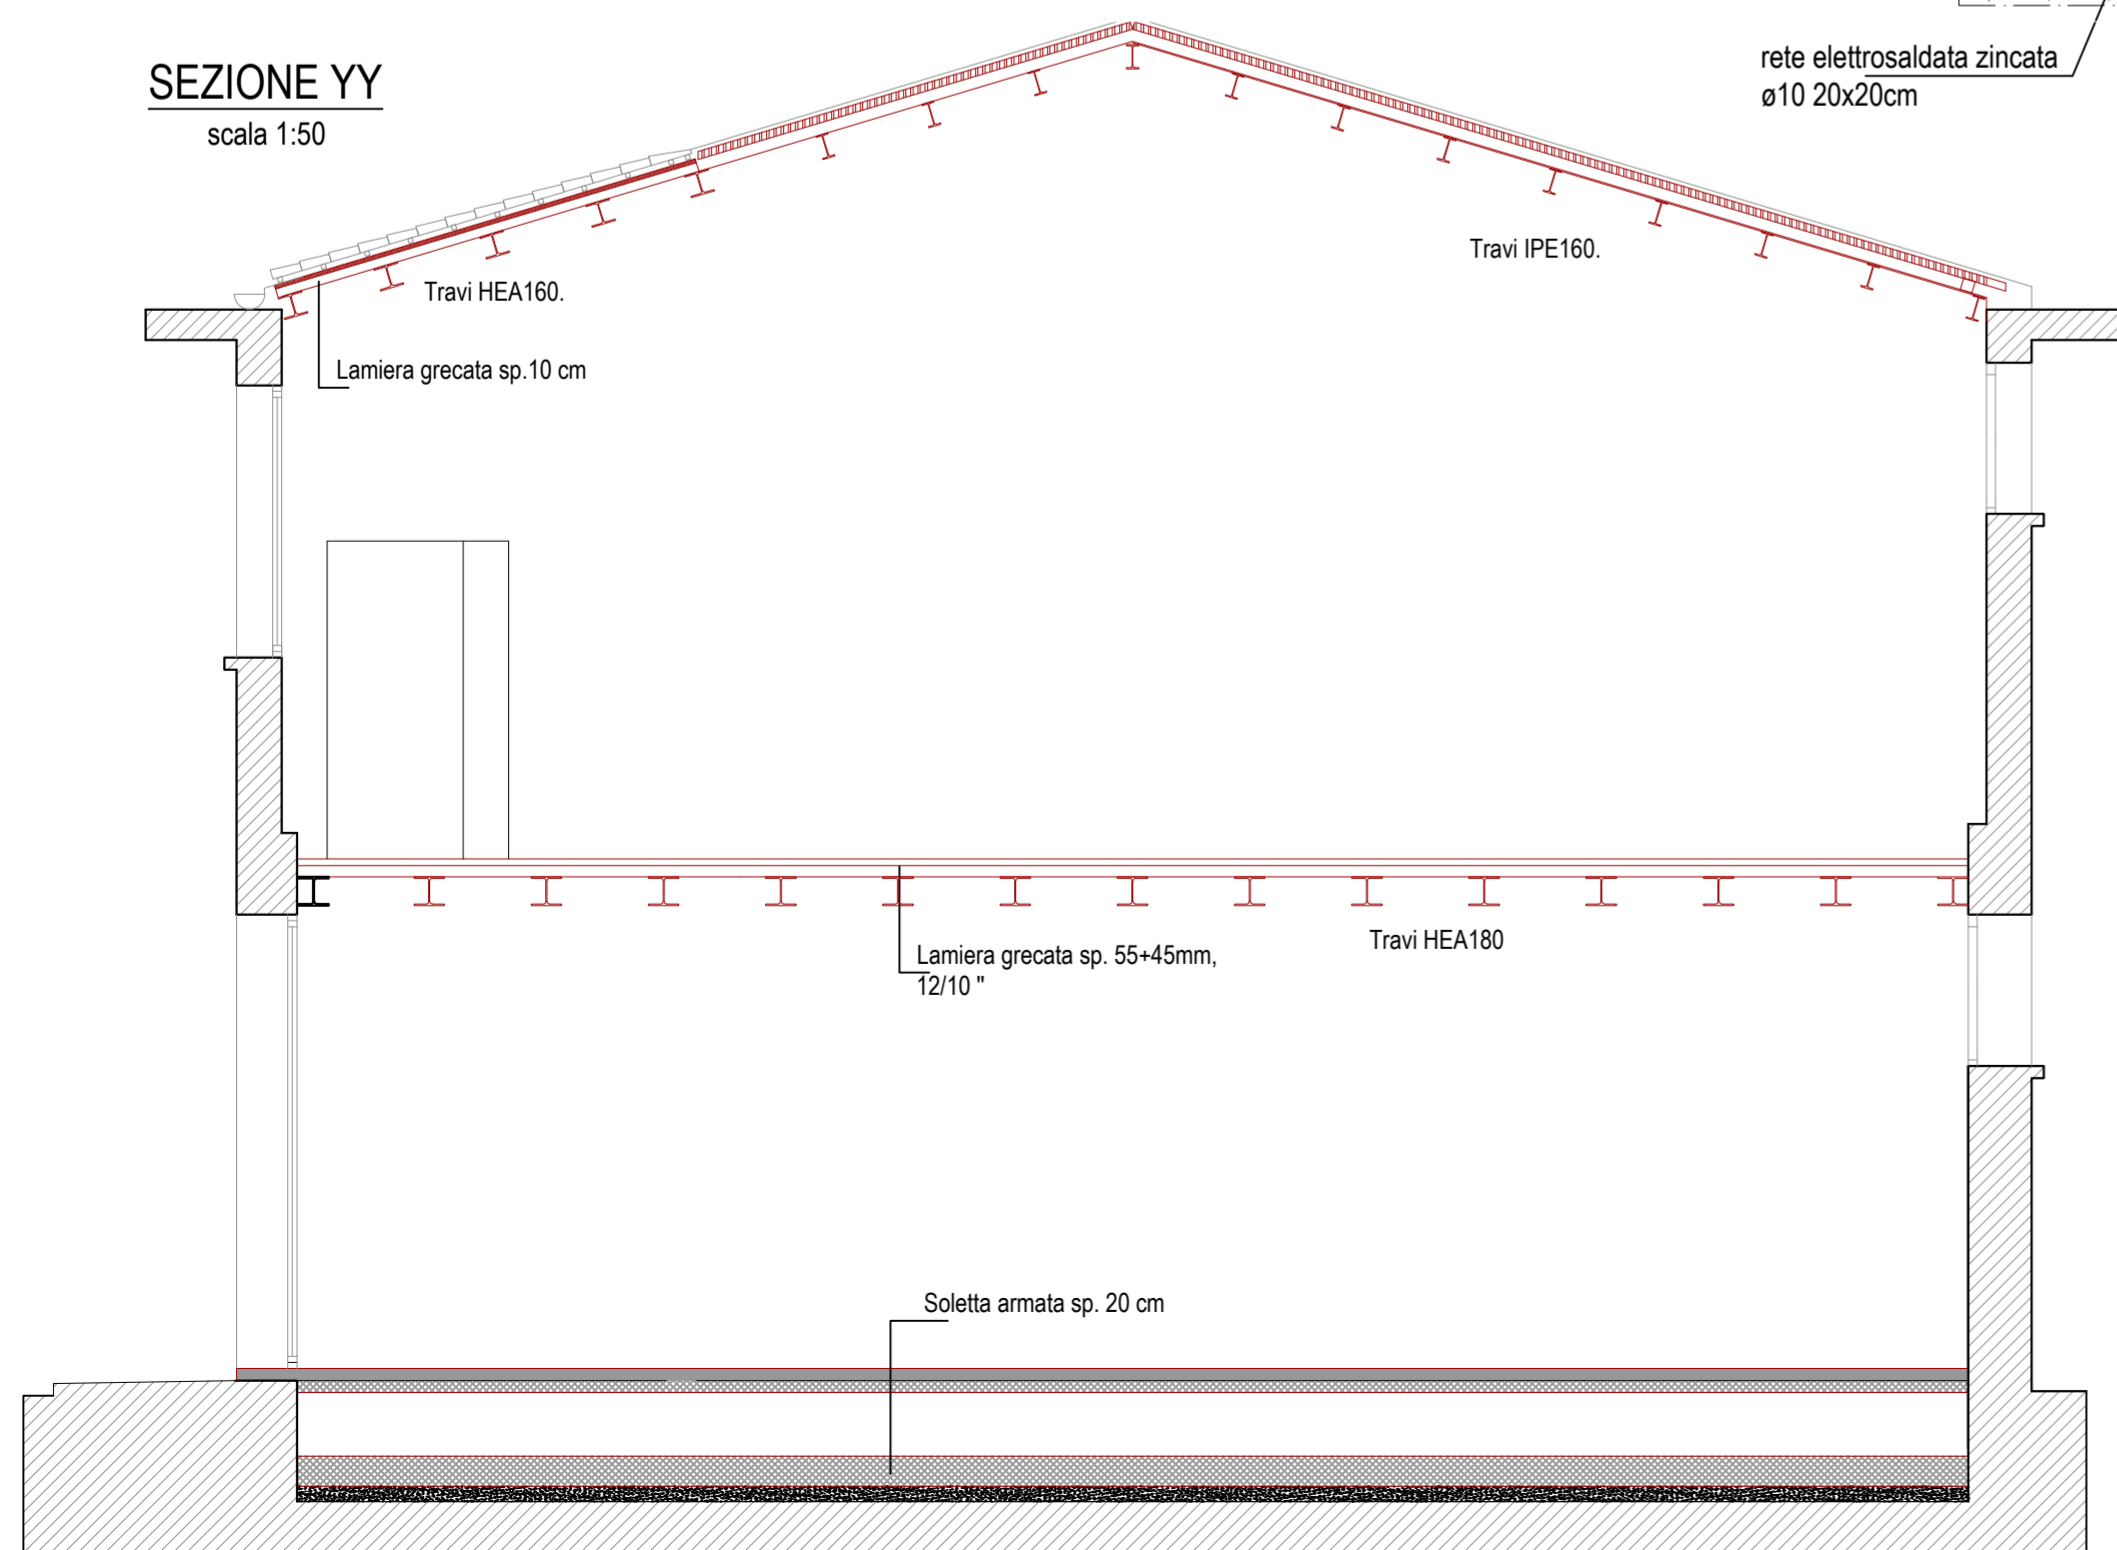 SEZIONE YY
scala 1:50
rete elettrosaldata zincata
ø10 20x20cm
Travi IPE160.
Travi HEA160.
Lamiera grecata sp.10 cm
Travi HEA180
Lamiera grecata sp. 55+45mm,
12/10 "
Soletta armata sp. 20 cm